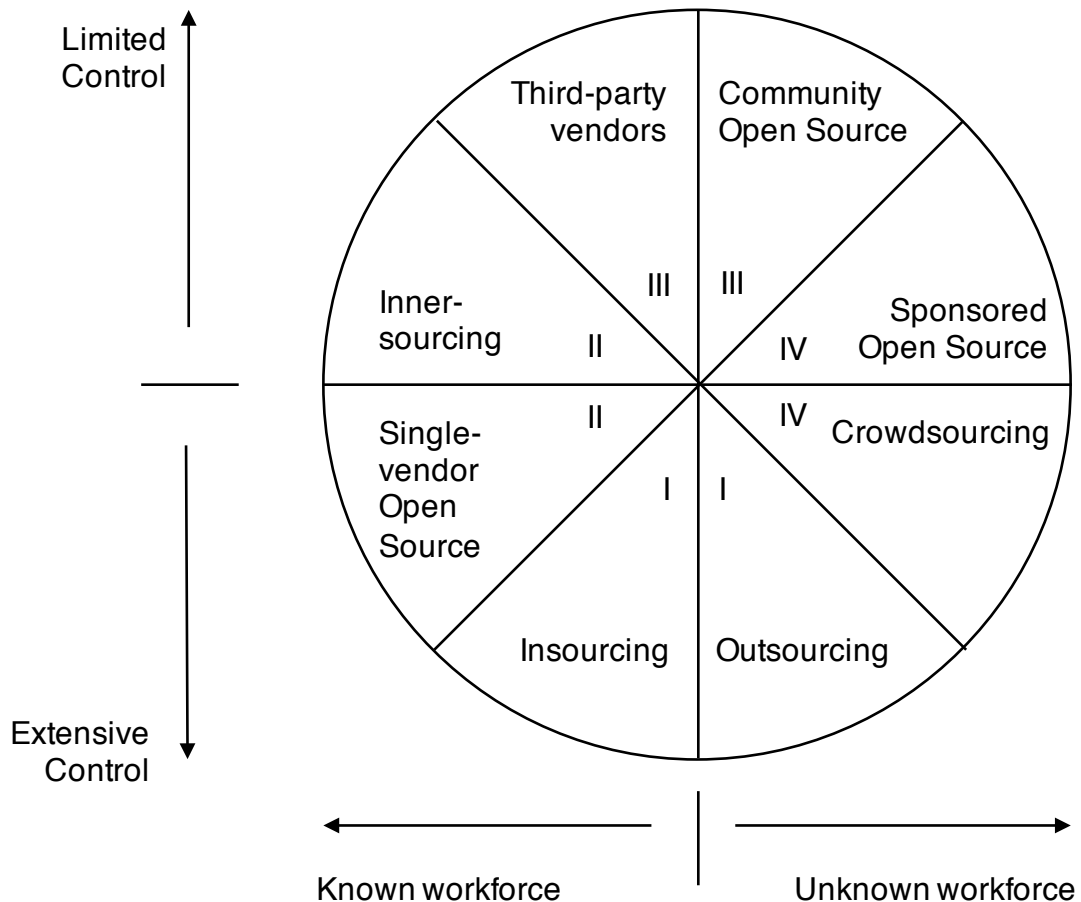 Limited
Control
Third-party
vendors
Community
Open Source
III
III
Inner-
sourcing
II
IV
Sponsored
Open Source
II
IV
Crowdsourcing
Single-
vendor
Open
Source
I
I
Insourcing
Outsourcing
Extensive
Control
Known workforce
Unknown workforce